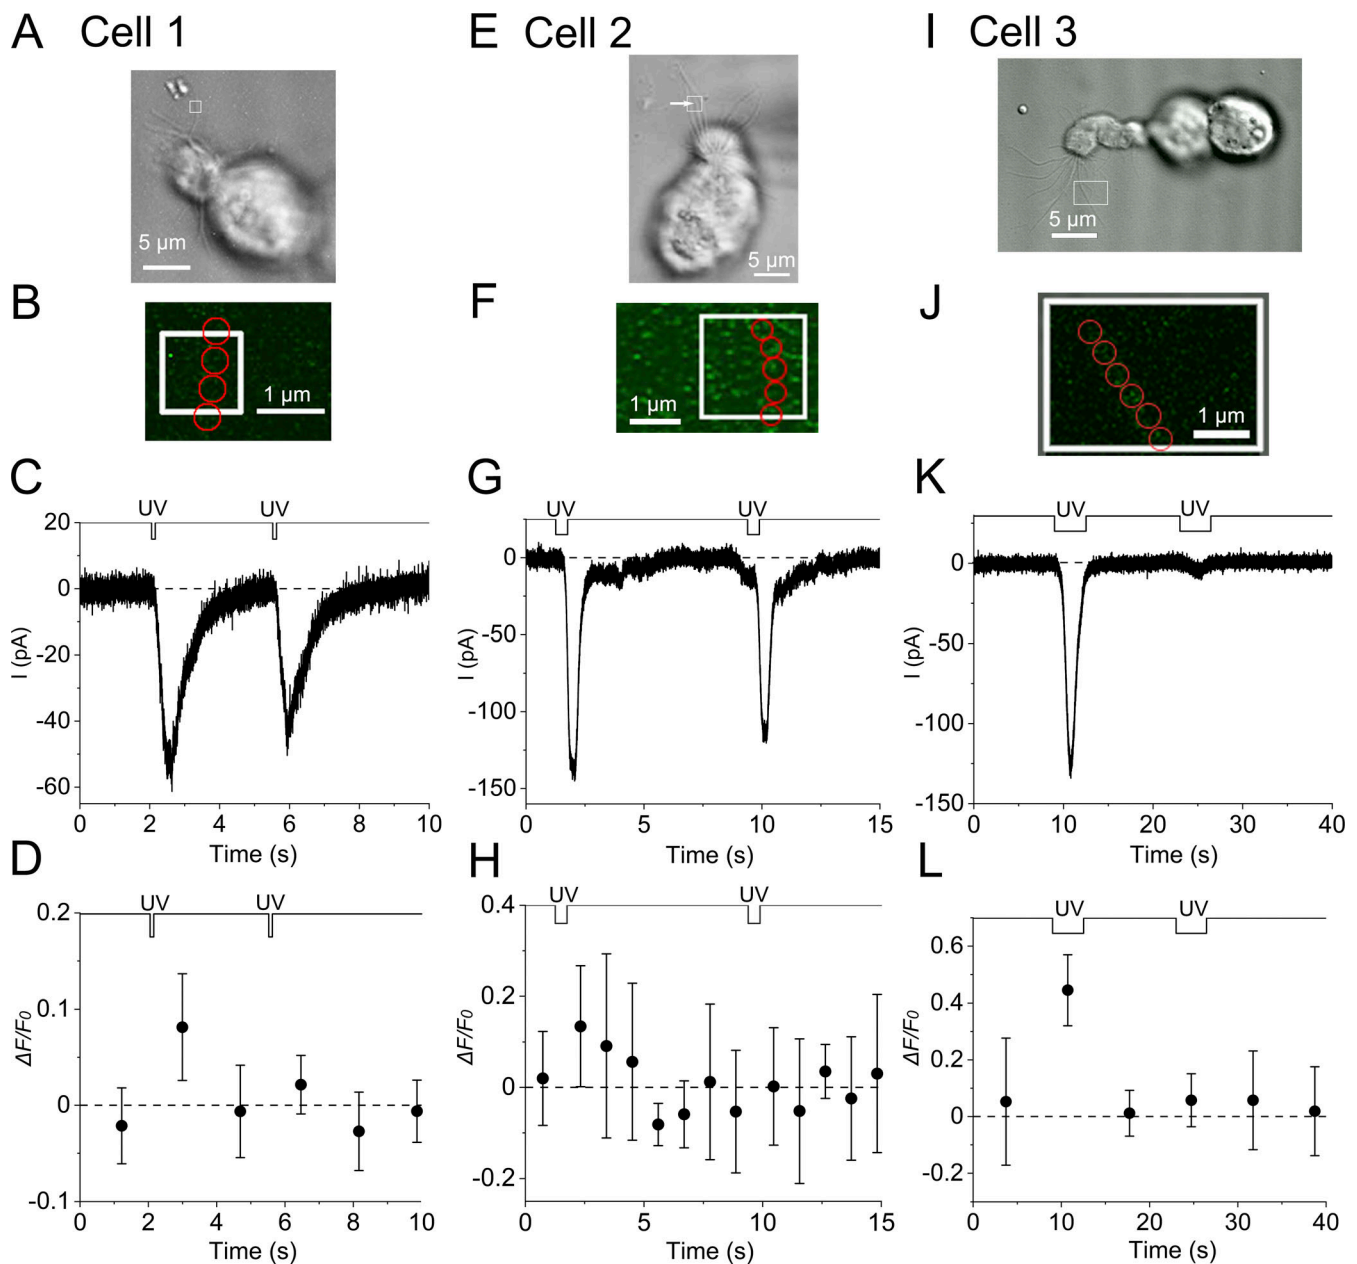 A Cell 1
E Cell 2
I Cell 3
5 µm
5 µm
5 µm
B
F
J
1 µm
1 µm
1 µm
C
G
K
UV UV
20
0
-20
-40
-60
I (pA)
0 2 4 6 8 10
Time (s)
UV UV
0
-50
-100
-150
I (pA)
0 5 10 15
Time (s)
UV UV
0
-50
-100
-150
I (pA)
0 10 20 30 40
Time (s)
D
H
L
UV UV
0.2
0.1
0
-0.1
ΔF/F0
0 2 4 6 8 10
Time (s)
UV UV
0.4
0.2
0
-0.2
ΔF/F0
0 5 10 15
Time (s)
UV UV
0.6
0.4
0.2
0
-0.2
ΔF/F0
0 10 20 30 40
Time (s)